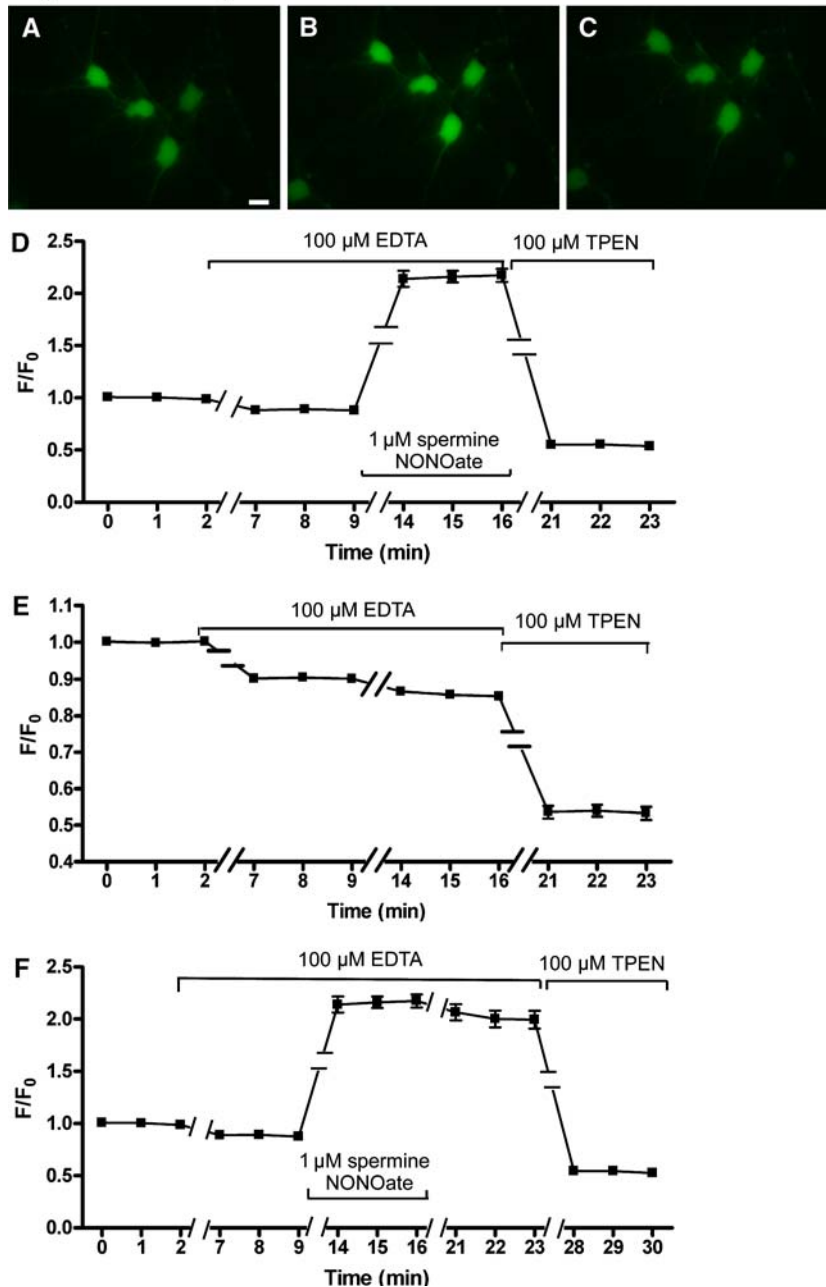 A
B
C
D
100 µM EDTA
100 µM TPEN
2.5
2.0
1.5
1.0
0.5
0.0
F/F0
1 µM spermine
NONOate
0 1 2 7 8 9 14 15 16 21 22 23
Time (min)
E
100 µM EDTA
100 µM TPEN
1.1
1.0
0.9
0.8
0.7
0.6
0.5
0.4
F/F0
0 1 2 7 8 9 14 15 16 21 22 23
Time (min)
F
100 µM EDTA
100 µM TPEN
2.5
2.0
1.5
1.0
0.5
0.0
F/F0
1 µM spermine
NONOate
0 1 2 7 8 9 14 15 16 21 22 23 28 29 30
Time (min)